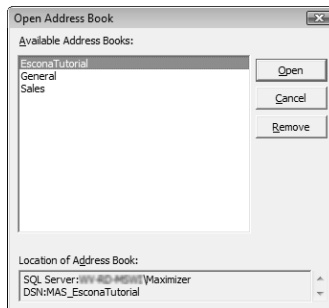 Open Address Book
Available Address Books:
EsconaTutorial
General
Sales
Open
Cancel
Remove
Location of Address Book:
SQL Server:\Maximizer
DSN:MAS_EsconaTutorial